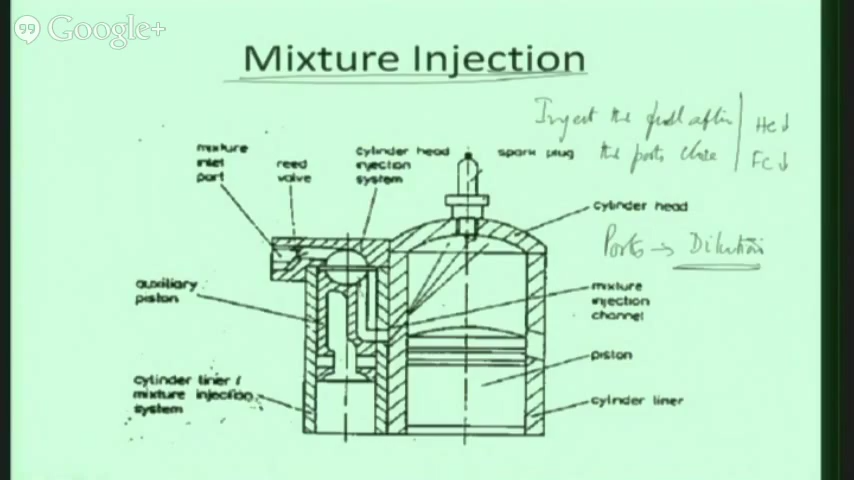 Google+
Mixture Injection
Inject the fuel after
the ports close
HC↓
FC↓
Ports → Dilution
mixture
inlet
port
reed
valve
cylinder head
injection
system
spark plug
cylinder head
auxiliary
piston
mixture
injection
channel
piston
cylinder liner /
mixture injection
system
cylinder liner